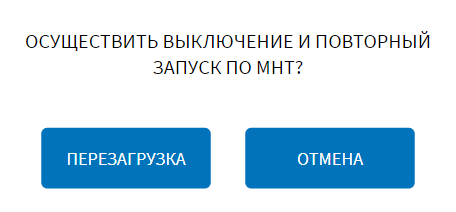 ОСУЩЕСТВИТЬ ВЫКЛЮЧЕНИЕ И ПОВТОРНЫЙ
ЗАПУСК ПО МНТ?
ПЕРЕЗАГРУЗКА
ОТМЕНА